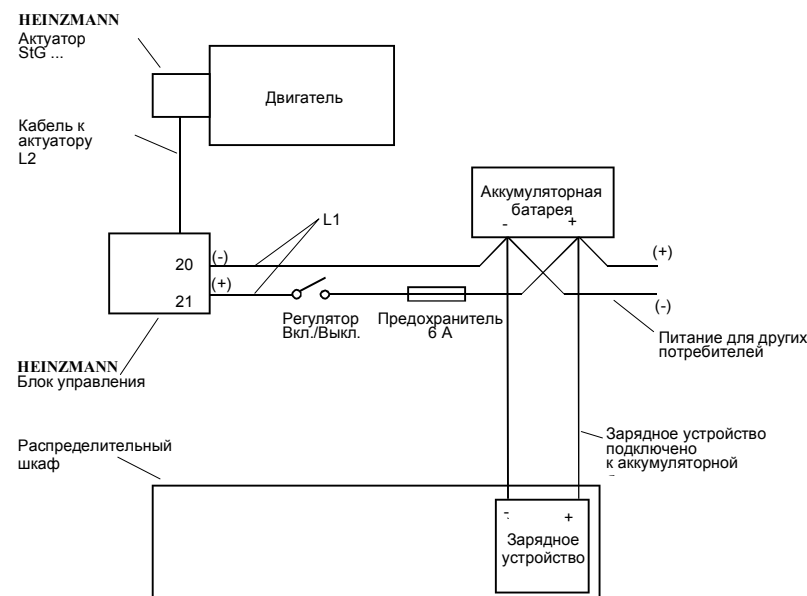 HEINZMANN
Актуатор
StG ...
Двигатель
Кабель к
актуатору
L2
Аккумуляторная
батарея
-
+
L1
20
(-)
(+)
21
(+)
(-)
Регулятор
Вкл./Выкл.
Предохранитель
6 А
Питание для других
потребителей
HEINZMANN
Блок управления
Распределительный
шкаф
Зарядное устройство
подключено
к аккумуляторной
-
+
Зарядное
устройство